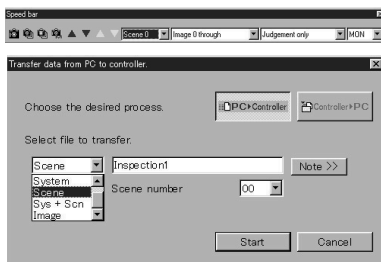 Speed bar
Scene 0 Image 0 through Judgement only MON
Transfer data from PC to controller.
Choose the desired process. PC▸Controller Controller▸PC
Select file to transfer.
Scene Inspection1 Note >>
System
Scene
Sys + Scn
Image
Scene number 00
Start Cancel